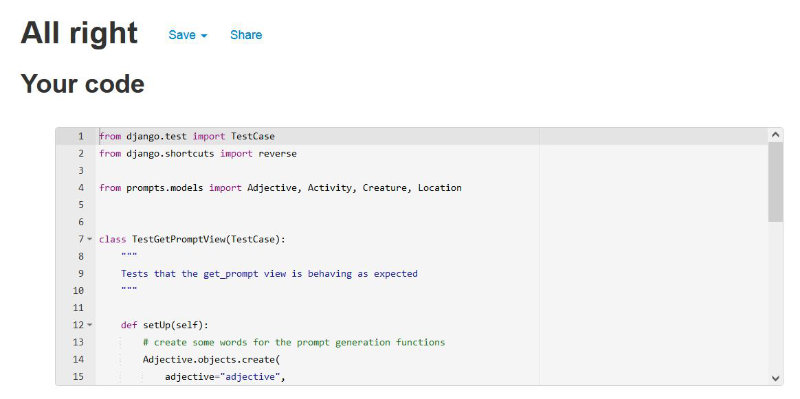 All right Save Share
Your code
1 from django.test import TestCase
2 from django.shortcuts import reverse
3
4 from prompts.models import Adjective, Activity, Creature, Location
5
6
7 class TestGetPromptView(TestCase):
8 """
9 Tests that the get_prompt view is behaving as expected
10 """
11
12 def setUp(self):
13 # create some words for the prompt generation functions
14 Adjective.objects.create(
15 adjective="adjective",